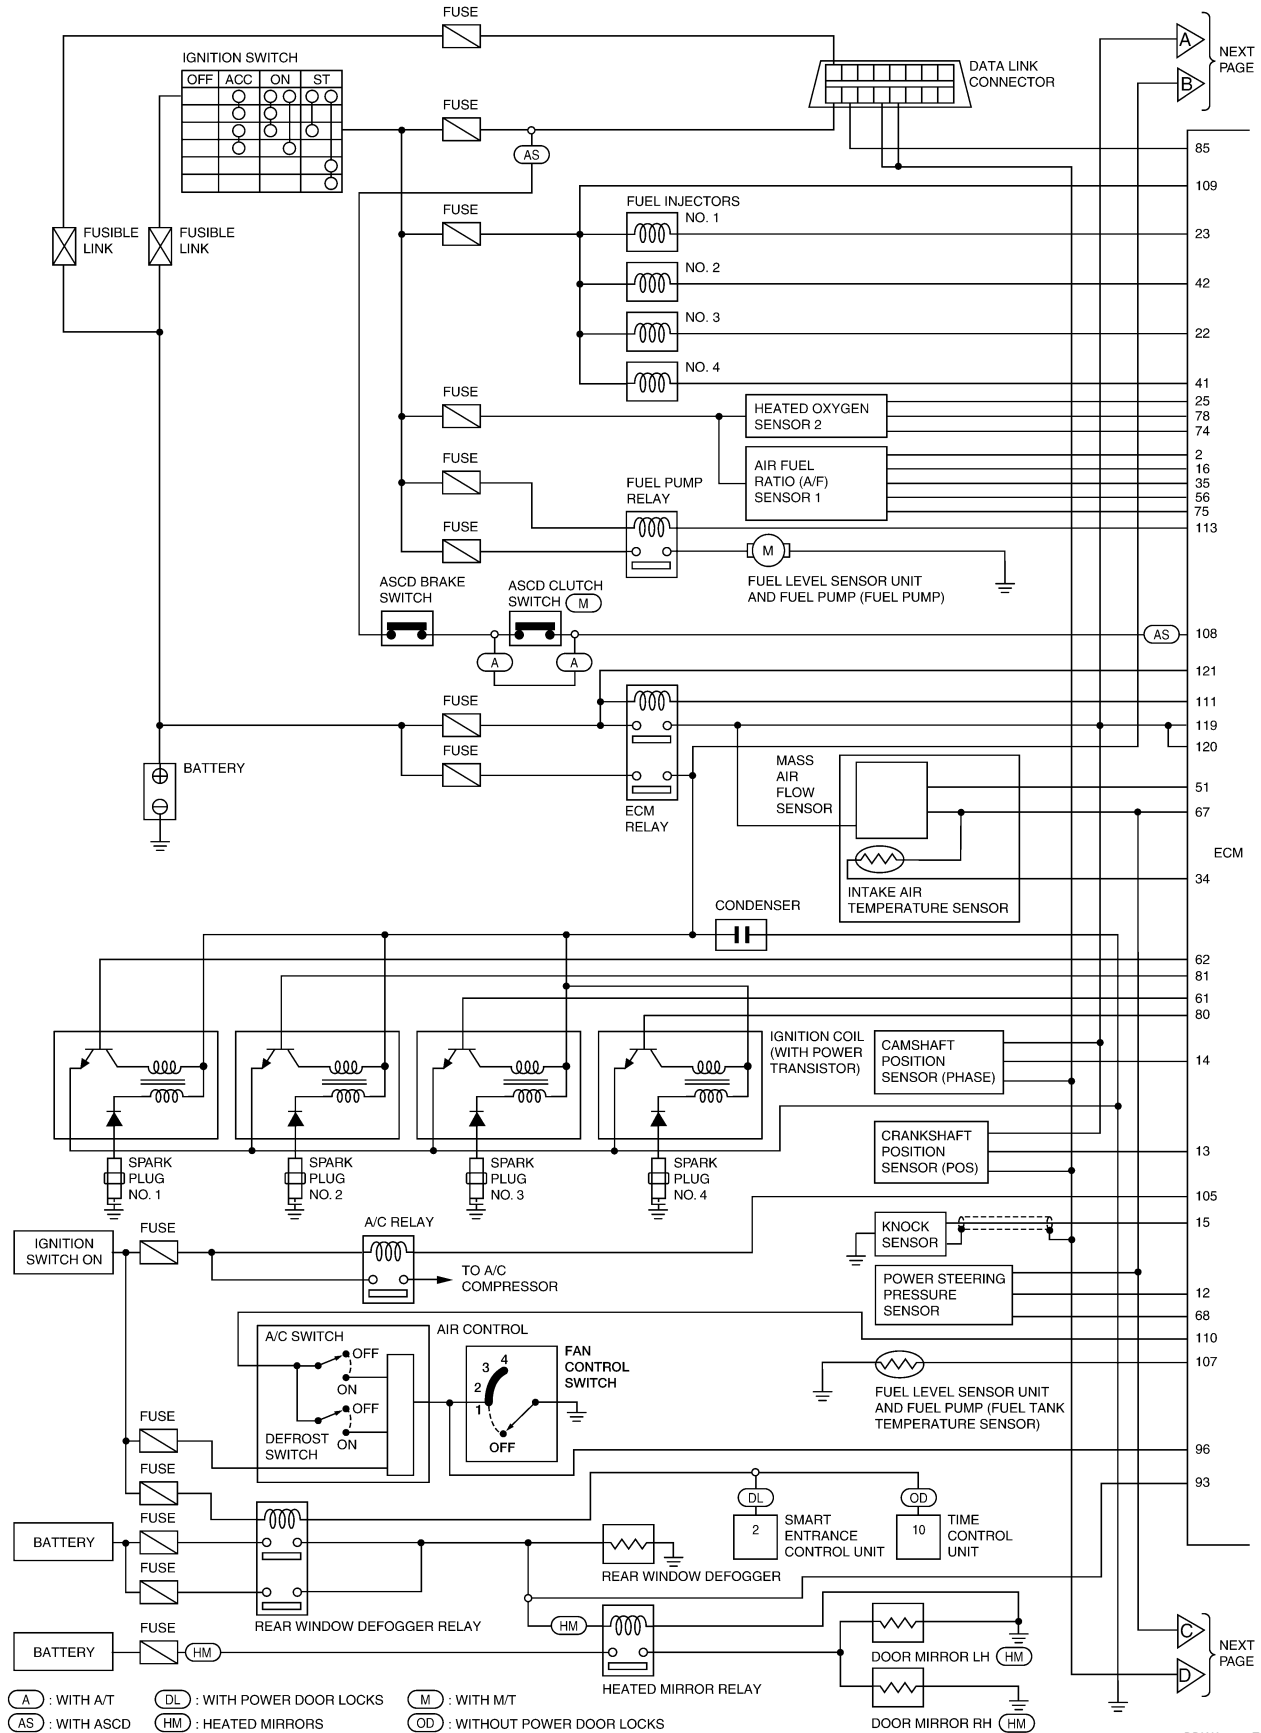 FUSE
A
NEXT
PAGE
B
IGNITION SWITCH
OFF ACC ON ST
DATA LINK
CONNECTOR
FUSE
AS
85
109
FUSE
FUEL INJECTORS
NO. 1
23
FUSIBLE
LINK
FUSIBLE
LINK
NO. 2
42
NO. 3
22
NO. 4
41
FUSE
HEATED OXYGEN
SENSOR 2
25
78
74
FUSE
AIR FUEL
RATIO (A/F)
SENSOR 1
2
16
35
56
75
FUEL PUMP
RELAY
113
FUSE
M
FUEL LEVEL SENSOR UNIT
AND FUEL PUMP (FUEL PUMP)
ASCD BRAKE
SWITCH
ASCD CLUTCH
SWITCH M
A
A
AS
108
121
111
FUSE
119
FUSE
120
BATTERY
ECM
RELAY
MASS
AIR
FLOW
SENSOR
51
67
ECM
34
INTAKE AIR
TEMPERATURE SENSOR
CONDENSER
62
81
61
80
IGNITION COIL
(WITH POWER
TRANSISTOR)
CAMSHAFT
POSITION
SENSOR (PHASE)
14
CRANKSHAFT
POSITION
SENSOR (POS)
13
SPARK
PLUG
NO. 1
SPARK
PLUG
NO. 2
SPARK
PLUG
NO. 3
SPARK
PLUG
NO. 4
105
IGNITION
SWITCH ON
FUSE
A/C RELAY
TO A/C
COMPRESSOR
KNOCK
SENSOR
15
POWER STEERING
PRESSURE
SENSOR
12
68
110
A/C SWITCH
OFF
ON
OFF
ON
DEFROST
SWITCH
AIR CONTROL
4
3
2
1
OFF
FAN
CONTROL
SWITCH
107
FUEL LEVEL SENSOR UNIT
AND FUEL PUMP (FUEL TANK
TEMPERATURE SENSOR)
FUSE
96
FUSE
93
DL
2
SMART
ENTRANCE
CONTROL UNIT
OD
10
TIME
CONTROL
UNIT
BATTERY
FUSE
FUSE
REAR WINDOW DEFOGGER
REAR WINDOW DEFOGGER RELAY
BATTERY
FUSE
HM
HM
HEATED MIRROR RELAY
DOOR MIRROR LH HM
DOOR MIRROR RH HM
C
NEXT
PAGE
D
A : WITH A/T
DL : WITH POWER DOOR LOCKS
M : WITH M/T
AS : WITH ASCD
HM : HEATED MIRRORS
OD : WITHOUT POWER DOOR LOCKS